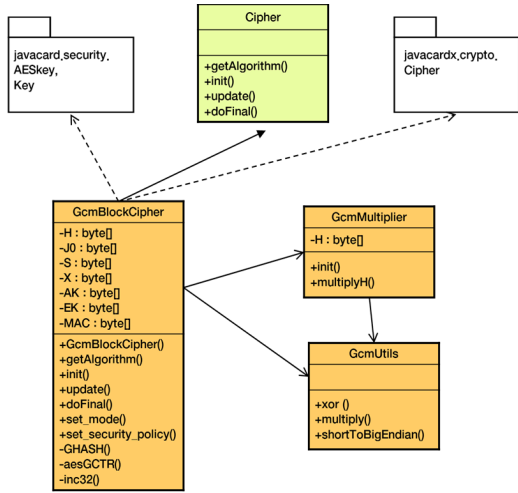 javacard,security,
AESkey,
Key
Cipher
+getAlgorithm()
+init()
+update()
+doFinal()
javacardx,crypto,
Cipher
GcmBlockCipher
-H : byte[]
-J0 : byte[]
-S : byte[]
-X : byte[]
-AK : byte[]
-EK : byte[]
-MAC : byte[]
+GcmBlockCipher()
+getAlgorithm()
+init()
+update()
+doFinal()
+set_mode()
+set_security_policy()
-GHASH()
-aesGCTR()
-inc32()
GcmMultiplier
-H : byte[]
+init()
+multiplyH()
GcmUtils
+xor ()
+multiply()
+shortToBigEndian()